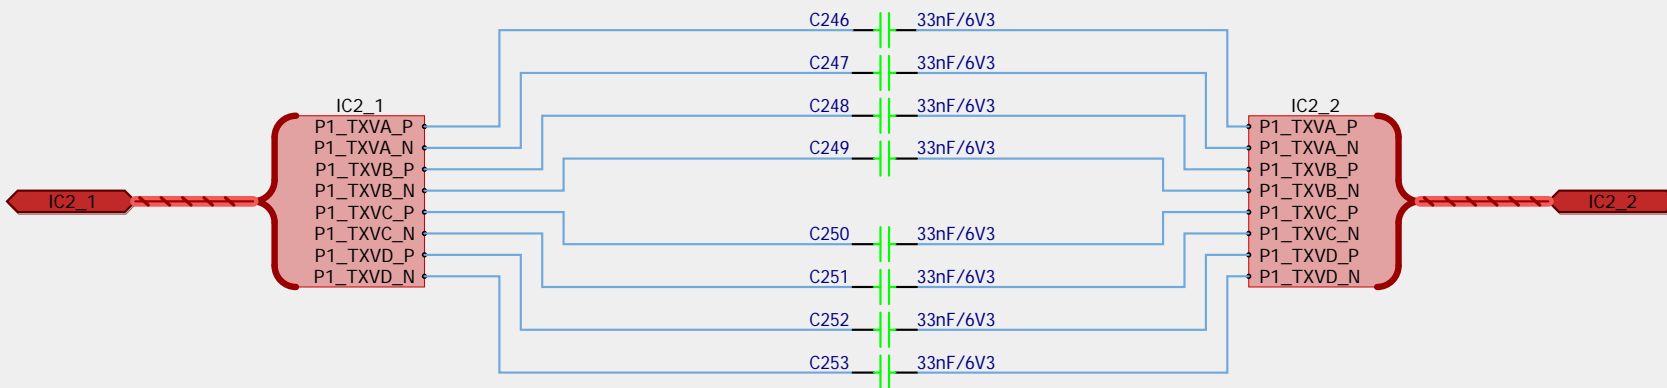 C246 33nF/6V3
C247 33nF/6V3
C248 33nF/6V3
C249 33nF/6V3
IC2_1
P1_TXVA_P
P1_TXVA_N
P1_TXVB_P
P1_TXVB_N
P1_TXVC_P
P1_TXVC_N
P1_TXVD_P
P1_TXVD_N
IC2_1
IC2_2
P1_TXVA_P
P1_TXVA_N
P1_TXVB_P
P1_TXVB_N
P1_TXVC_P
P1_TXVC_N
P1_TXVD_P
P1_TXVD_N
IC2_2
C250 33nF/6V3
C251 33nF/6V3
C252 33nF/6V3
C253 33nF/6V3